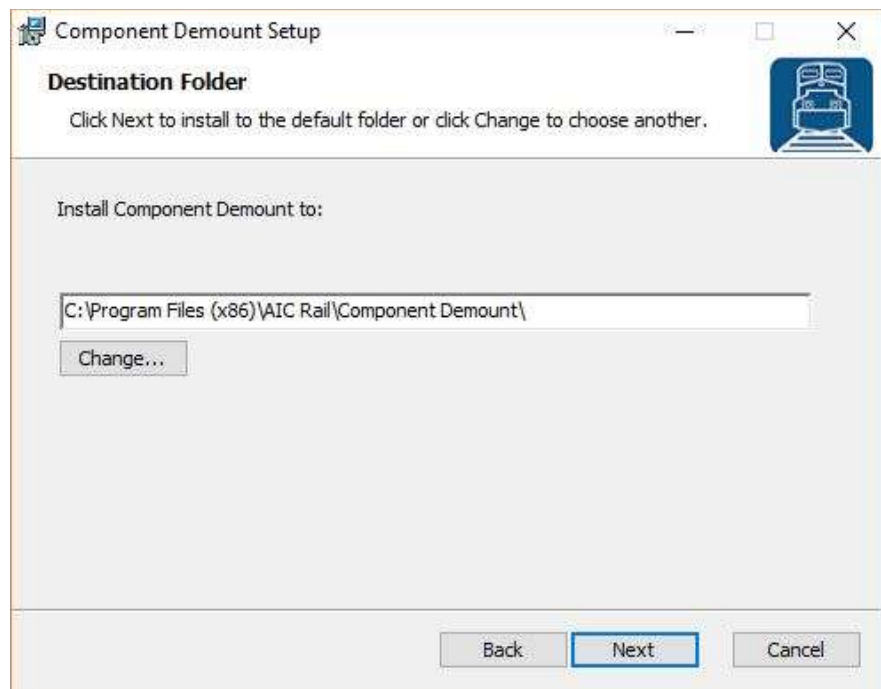 Component Demount Setup
Destination Folder
Click Next to install to the default folder or click Change to choose another.
Install Component Demount to:
C:\Program Files (x86)\AIC Rail\Component Demount\
Change...
Back Next Cancel